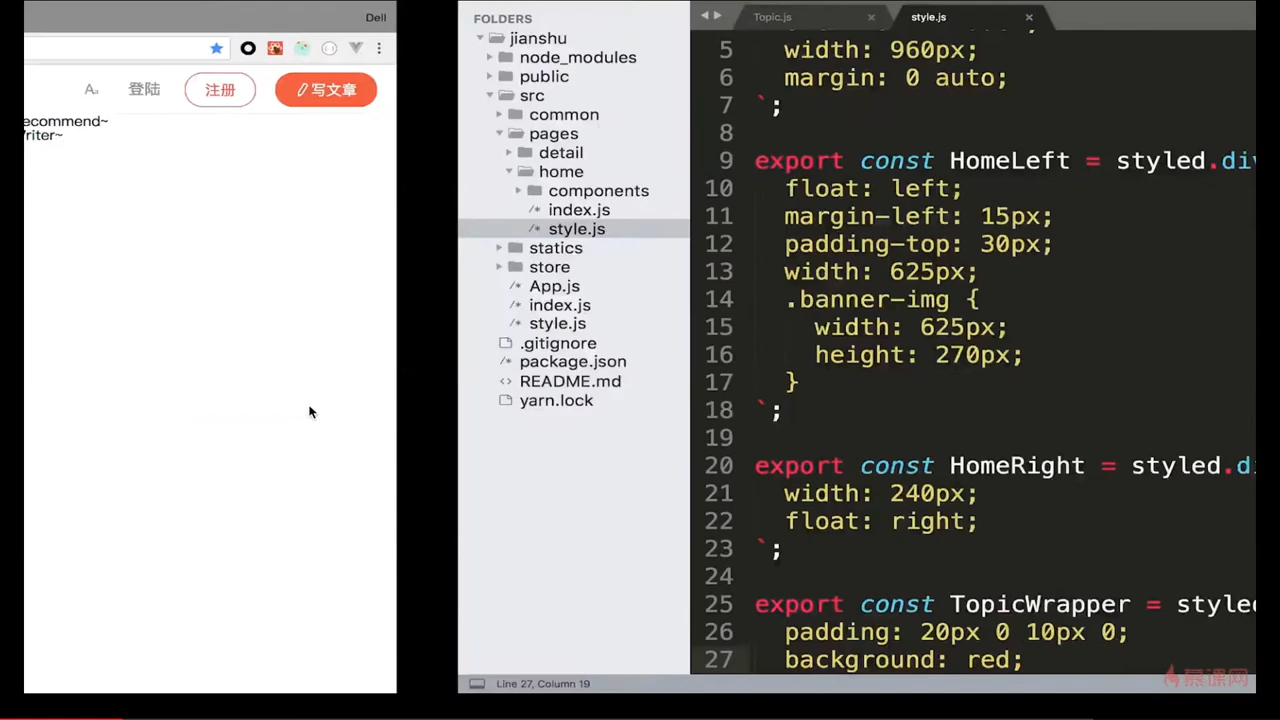 Dell
Aa
登陆
注册
写文章
ecommend~
riter~
FOLDERS
jianshu
node_modules
public
src
common
pages
detail
home
components
index.js
style.js
statics
store
App.js
index.js
style.js
.gitignore
package.json
README.md
yarn.lock
Line 27, Column 19
Topic.js
style.js
5 width: 960px;
6 margin: 0 auto;
7 `;
8
9 export const HomeLeft = styled.di
10 float: left;
11 margin-left: 15px;
12 padding-top: 30px;
13 width: 625px;
14 .banner-img {
15 width: 625px;
16 height: 270px;
17 }
18 `;
19
20 export const HomeRight = styled.d
21 width: 240px;
22 float: right;
23 `;
24
25 export const TopicWrapper = style
26 padding: 20px 0 10px 0;
27 background: red;
慕课网